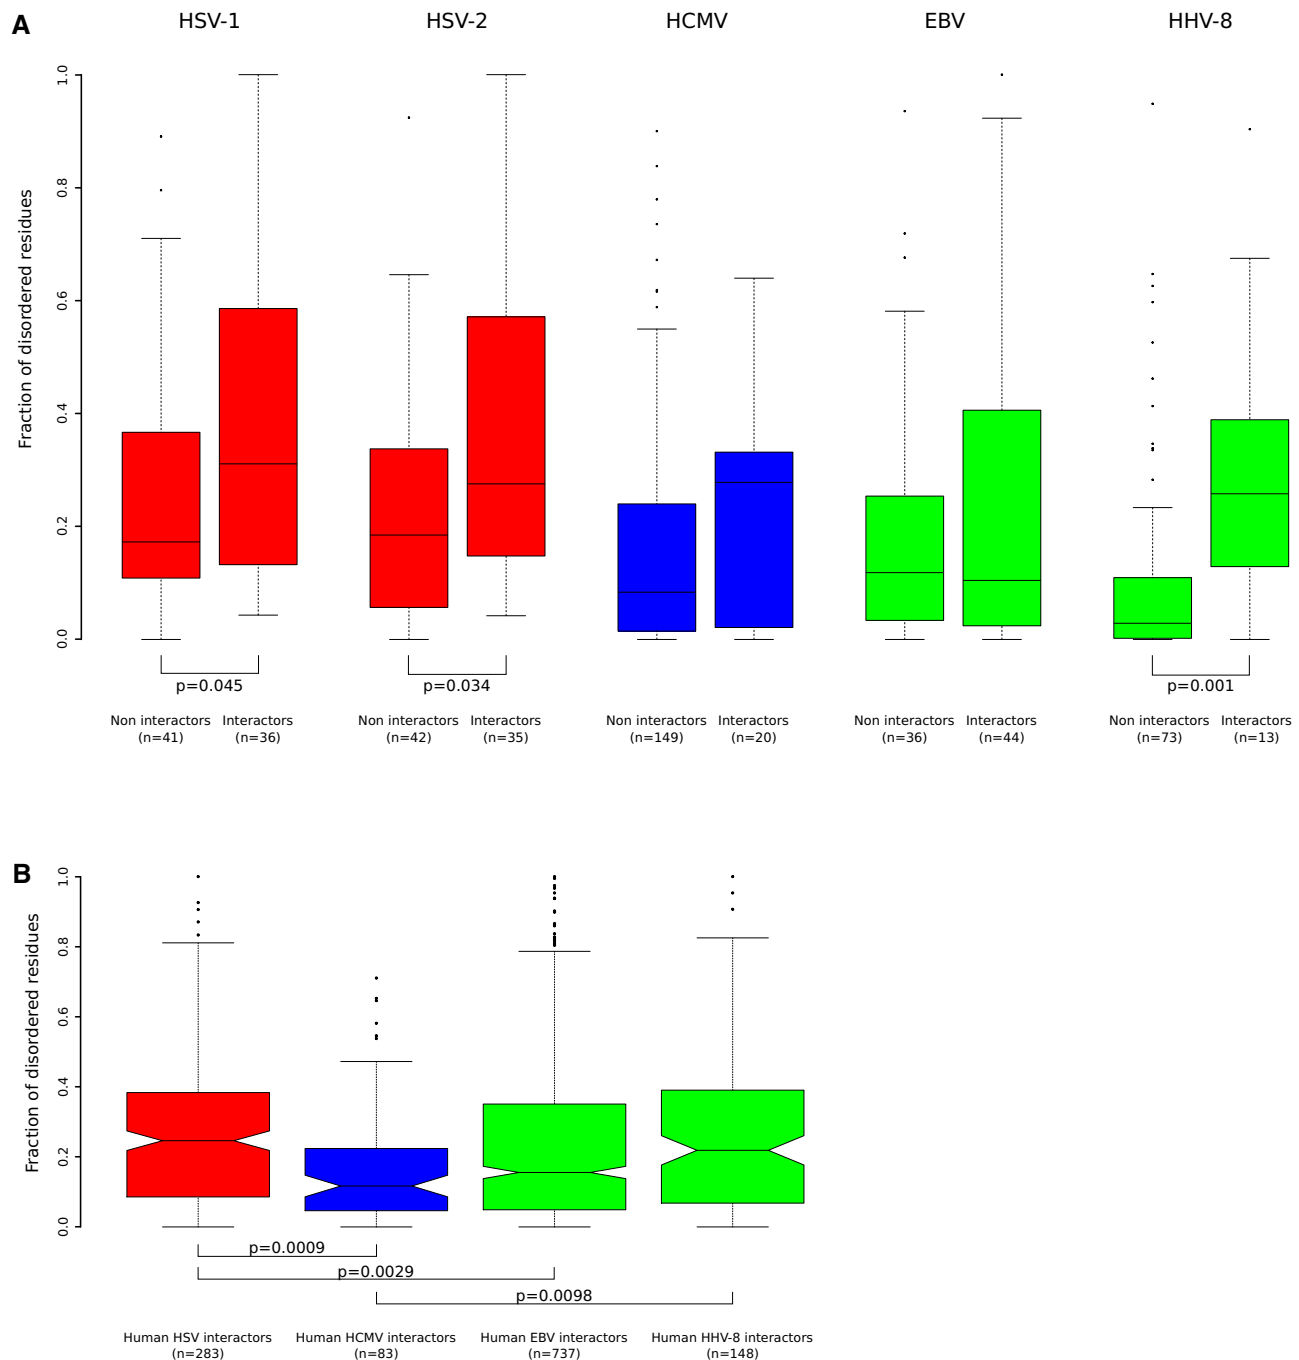 A
HSV-1 HSV-2 HCMV EBV HHV-8
Fraction of disordered residues
1.0
0.8
0.6
0.4
0.2
0.0
p=0.045 p=0.034 p=0.001
Non interactors Interactors Non interactors Interactors Non interactors Interactors Non interactors Interactors Non interactors Interactors
(n=41) (n=36) (n=42) (n=35) (n=149) (n=20) (n=36) (n=44) (n=73) (n=13)
B
Fraction of disordered residues
1.0
0.8
0.6
0.4
0.2
0.0
p=0.0009
p=0.0029
p=0.0098
Human HSV interactors Human HCMV interactors Human EBV interactors Human HHV-8 interactors
(n=283) (n=83) (n=737) (n=148)